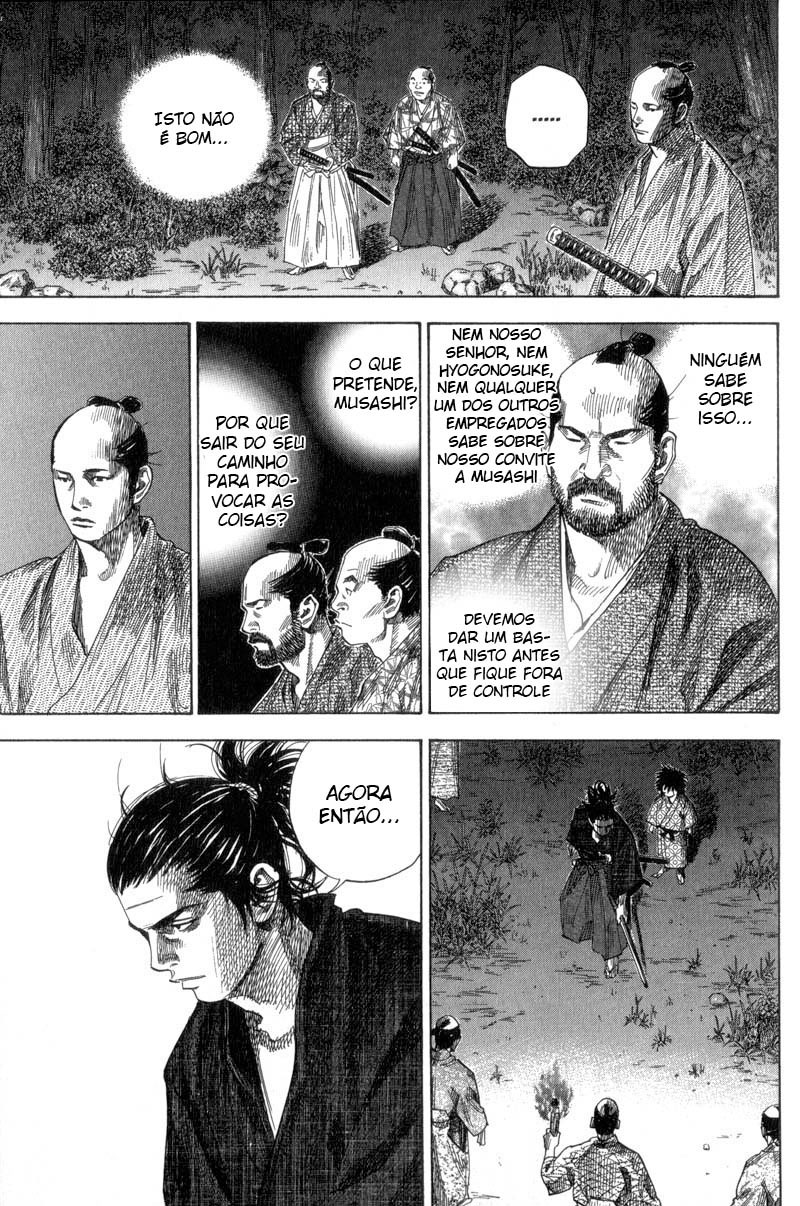 ......
ISTO NÃO
É BOM...
NINGUÉM
SABE
SOBRE
ISSO...
NEM NOSSO
SENHOR, NEM
HYOGONOSUKE,
NEM QUALQUER
UM DOS OUTROS
EMPREGADOS
SABE SOBRE
NOSSO CONVITE
A MUSASHI
DEVEMOS
DAR UM BAS-
TA NISTO ANTES
QUE FIQUE FORA
DE CONTROLE
O QUE
PRETENDE,
MUSASHI?
POR QUE
SAIR DO SEU
CAMINHO
PARA PRO-
VOCAR AS
COISAS?
AGORA
ENTÃO...